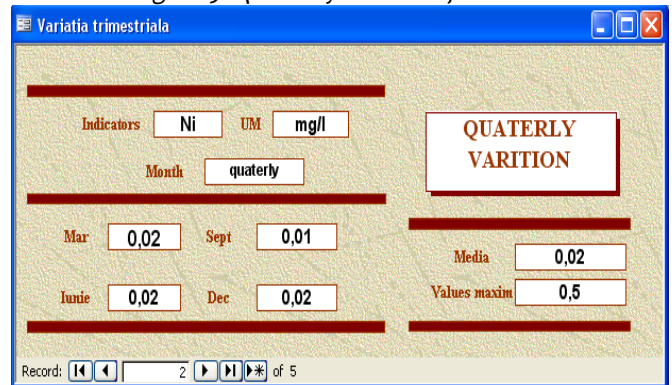 Variatia trimestriala
Indicators Ni UM mg/l
Month quaterly
QUATERLY
VARITION
Mar 0,02 Sept 0,01
Iunie 0,02 Dec 0,02
Media 0,02
Values maxim 0,5
Record: 2 of 5